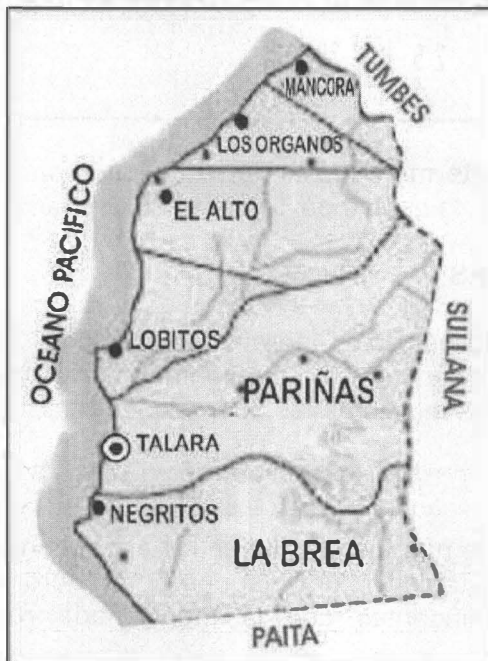 TUMBES
MANCORA
LOS ORGANOS
EL ALTO
OCEANO PACIFICO
SULLANA
LOBITOS
PARIÑAS
TALARA
NEGRITOS
LA BREA
PAITA